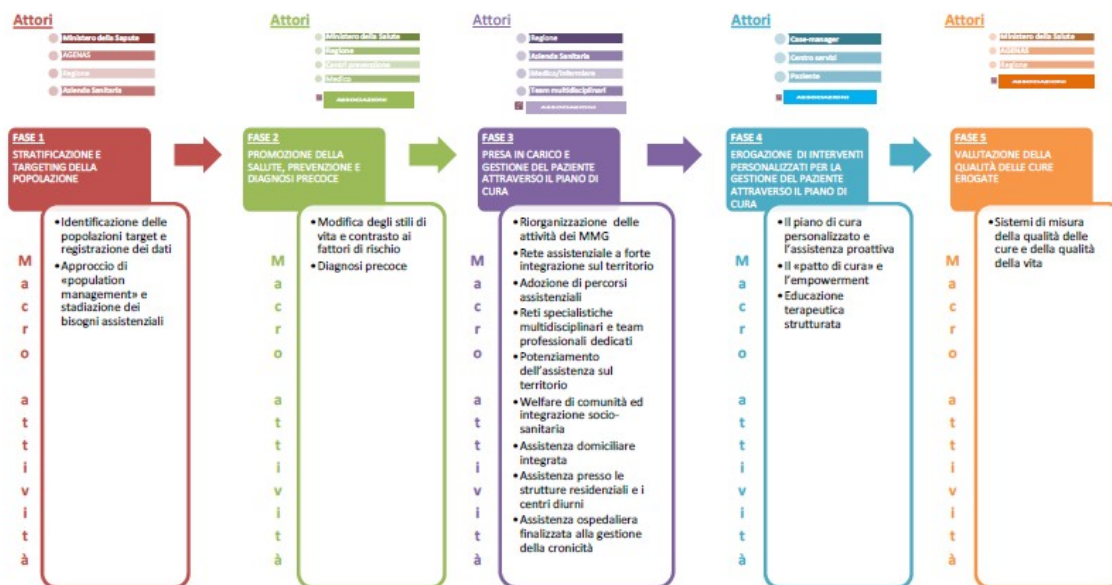 Attori
Ministero della Sapute
AGENAS
Regione
Azienda Sanitaria
FASE 1
STRATIFICAZIONE E
TARGETING DELLA
POPOLAZIONE
Macro attività
•Identificazione delle
popolazioni target e
registrazione dei dati
•Approccio di
«population
management» e
stadiazione dei
bisogni assistenziali
Attori
Ministero della Salute
Regione
Centri prevenzione
Medico
ASSOCIAZIONI
FASE 2
PROMOZIONE DELLA
SALUTE, PREVENZIONE E
DIAGNOSI PRECOCE
Macro attività
•Modifica degli stili di
vita e contrasto ai
fattori di rischio
•Diagnosi precoce
Attori
Regione
Azienda Sanitaria
Medico/Infermiere
Team multidisciplinari
ASSOCIAZIONI
FASE 3
PRESA IN CARICO E
GESTIONE DEL PAZIENTE
ATTRAVERSO IL PIANO DI
CURA
Macro attività
•Riorganizzazione delle
attività dei MMG
•Rete assistenziale a forte
integrazione sul territorio
•Adozione di percorsi
assistenziali
•Reti specialistiche
multidisciplinari e team
professionali dedicati
•Potenziamento
dell'assistenza sul
territorio
•Welfare di comunità ed
integrazione socio-
sanitaria
•Assistenza domiciliare
integrata
•Assistenza presso le
strutture residenziali e i
centri diurni
•Assistenza ospedaliera
finalizzata alla gestione
della cronicità
Attori
Case-manager
Centro servizi
Paziente
ASSOCIAZIONI
FASE 4
EROGAZIONE DI INTERVENTI
PERSONALIZZATI PER LA
GESTIONE DEL PAZIENTE
ATTRAVERSO IL PIANO DI
CURA
Macro attività
•Il piano di cura
personalizzato e
l'assistenza proattiva
•Il «patto di cura» e
l'empowerment
•Educazione
terapeutica
strutturata
Attori
Ministero della Salute
AGENAS
Regione
ASSOCIAZIONI
FASE 5
VALUTAZIONE DELLA
QUALITÀ DELLE CURE
EROGATE
Macro attività
•Sistemi di misura
della qualità delle
cure e della qualità
della vita